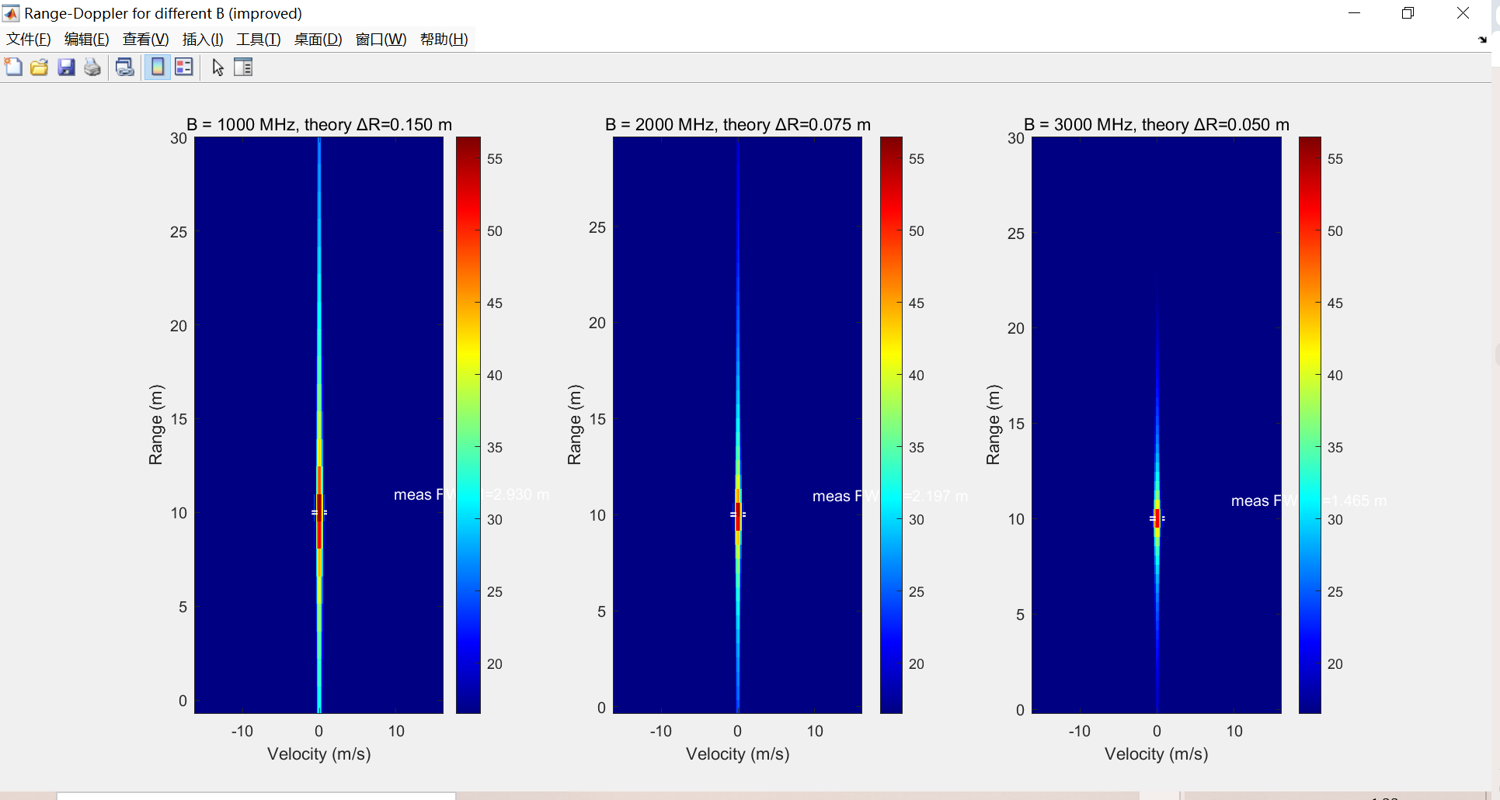 Range-Doppler for different B (improved)
文件(F) 编辑(E) 查看(V) 插入(I) 工具(T) 桌面(D) 窗口(W) 帮助(H)
B = 1000 MHz, theory ΔR=0.150 m
30
25
20
15
10
5
0
Range (m)
-10 0 10
Velocity (m/s)
meas FW =2.930 m
55
50
45
40
35
30
25
20
B = 2000 MHz, theory ΔR=0.075 m
25
20
15
10
5
0
Range (m)
-10 0 10
Velocity (m/s)
meas FW =2.197 m
55
50
45
40
35
30
25
20
B = 3000 MHz, theory ΔR=0.050 m
30
25
20
15
10
5
0
Range (m)
-10 0 10
Velocity (m/s)
meas FW =1.465 m
55
50
45
40
35
30
25
20